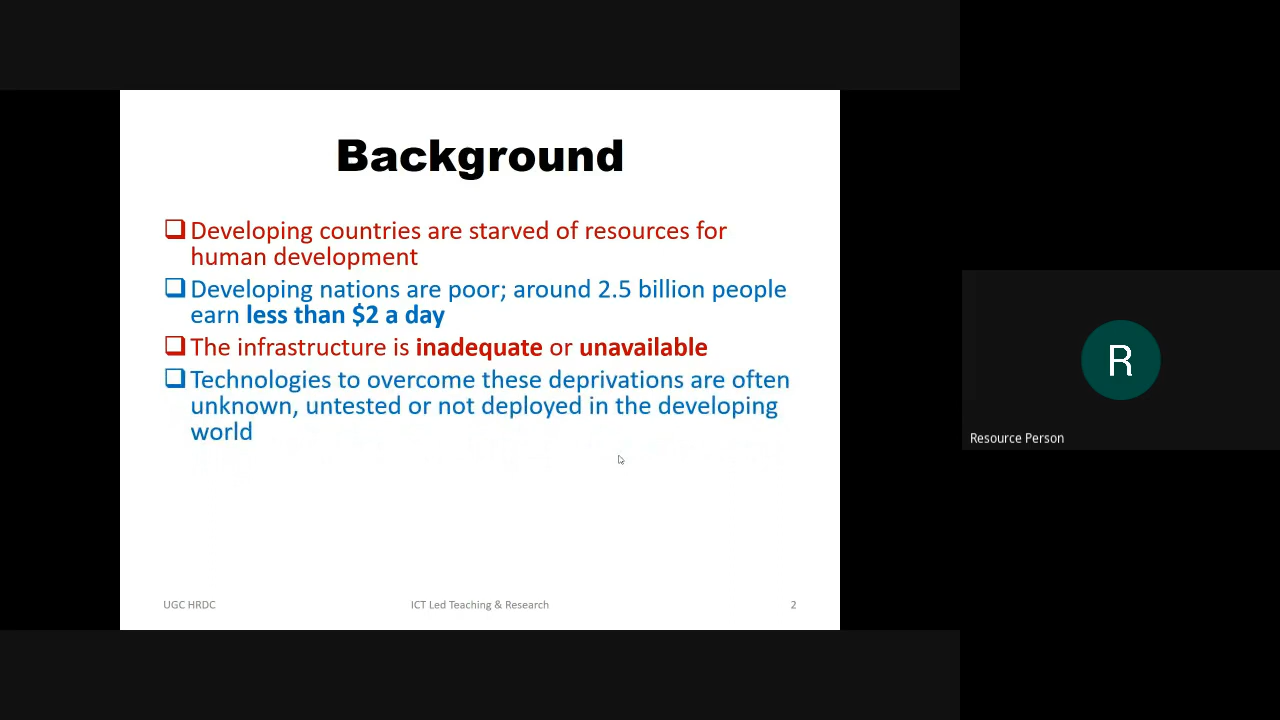 Background
Developing countries are starved of resources for
human development
Developing nations are poor; around 2.5 billion people
earn less than $2 a day
The infrastructure is inadequate or unavailable
Technologies to overcome these deprivations are often
unknown, untested or not deployed in the developing
world
UGC HRDC
ICT Led Teaching & Research
2
R
Resource Person